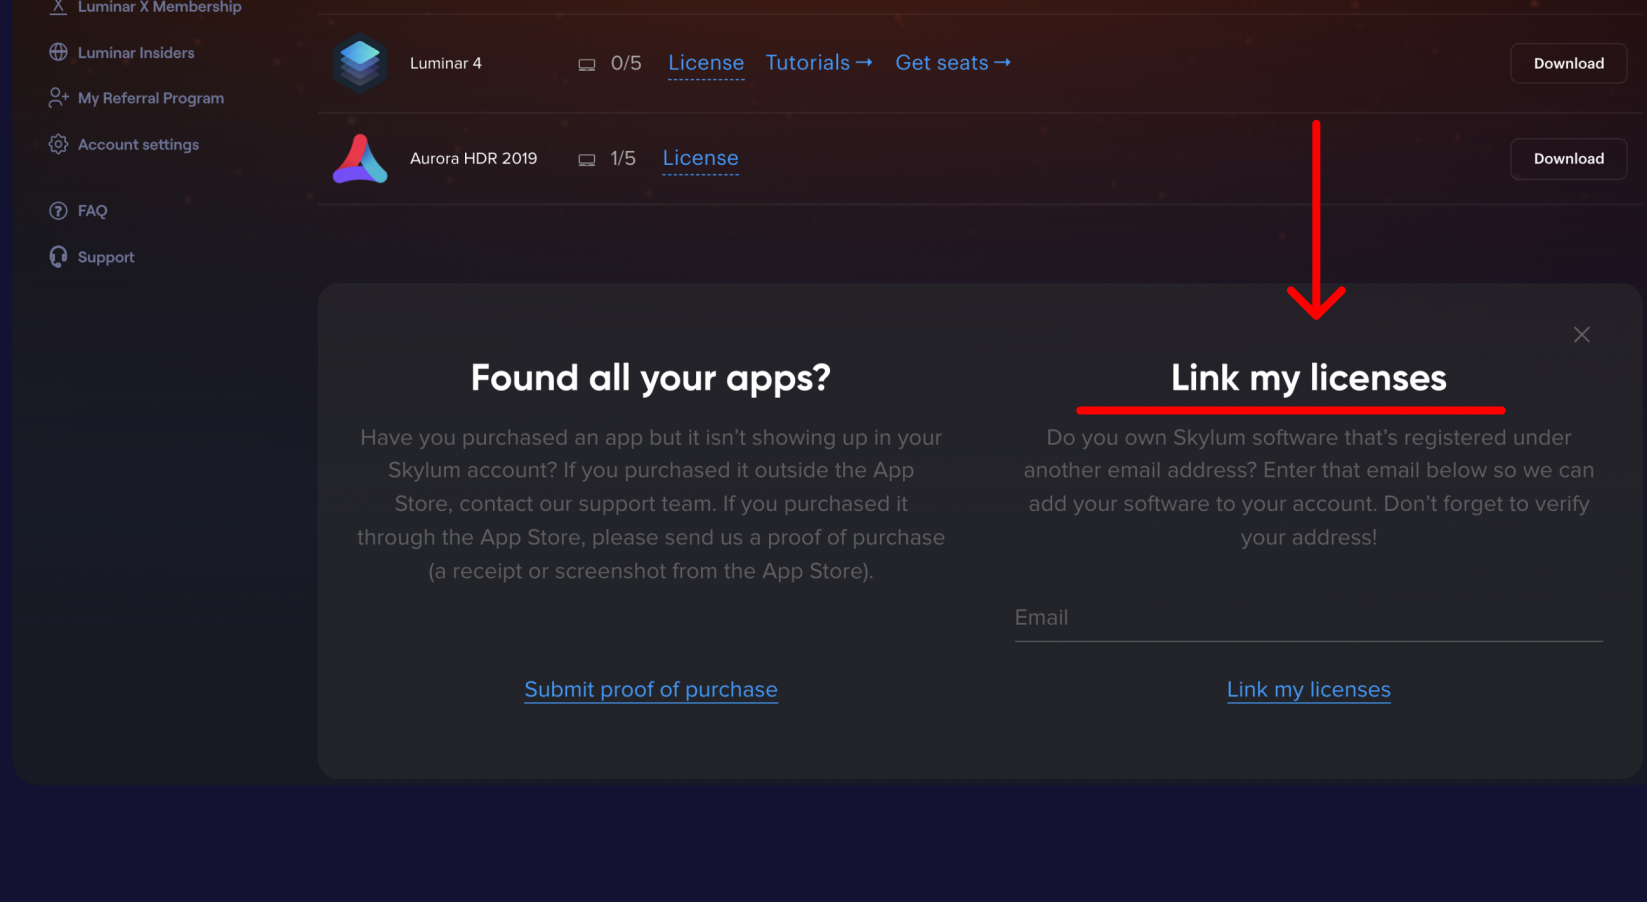 Luminar X Membership
Luminar Insiders
My Referral Program
Account settings
FAQ
Support
Luminar 4 0/5 License Tutorials → Get seats → Download
Aurora HDR 2019 1/5 License Download
Found all your apps?
Have you purchased an app but it isn’t showing up in your
Skylum account? If you purchased it outside the App
Store, contact our support team. If you purchased it
through the App Store, please send us a proof of purchase
(a receipt or screenshot from the App Store).
Submit proof of purchase
Link my licenses
Do you own Skylum software that’s registered under
another email address? Enter that email below so we can
add your software to your account. Don’t forget to verify
your address!
Email
Link my licenses